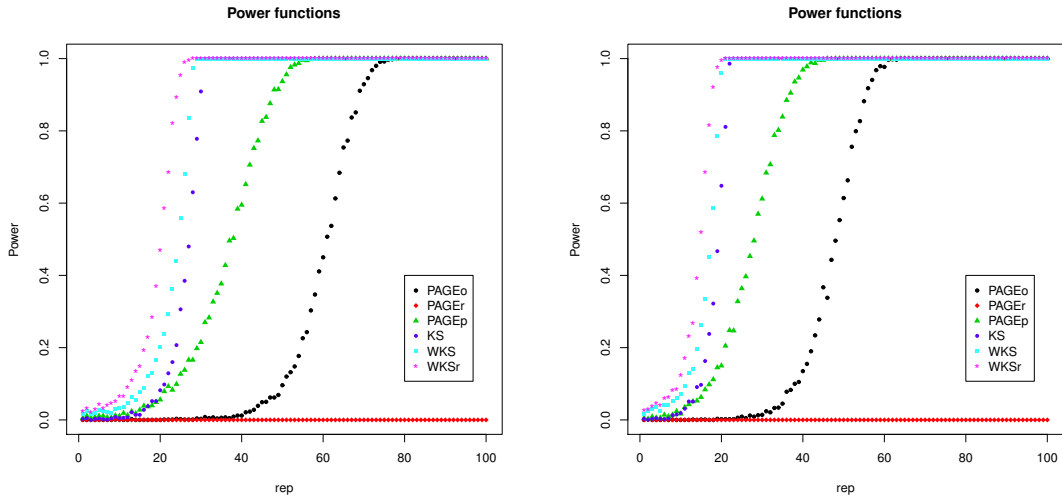 Power functions
Power
1.0
0.8
0.6
0.4
0.2
0.0
PAGEo
PAGEr
PAGEp
KS
WKS
WKSr
0 20 40 60 80 100
rep
Power functions
Power
1.0
0.8
0.6
0.4
0.2
0.0
PAGEo
PAGEr
PAGEp
KS
WKS
WKSr
0 20 40 60 80 100
rep